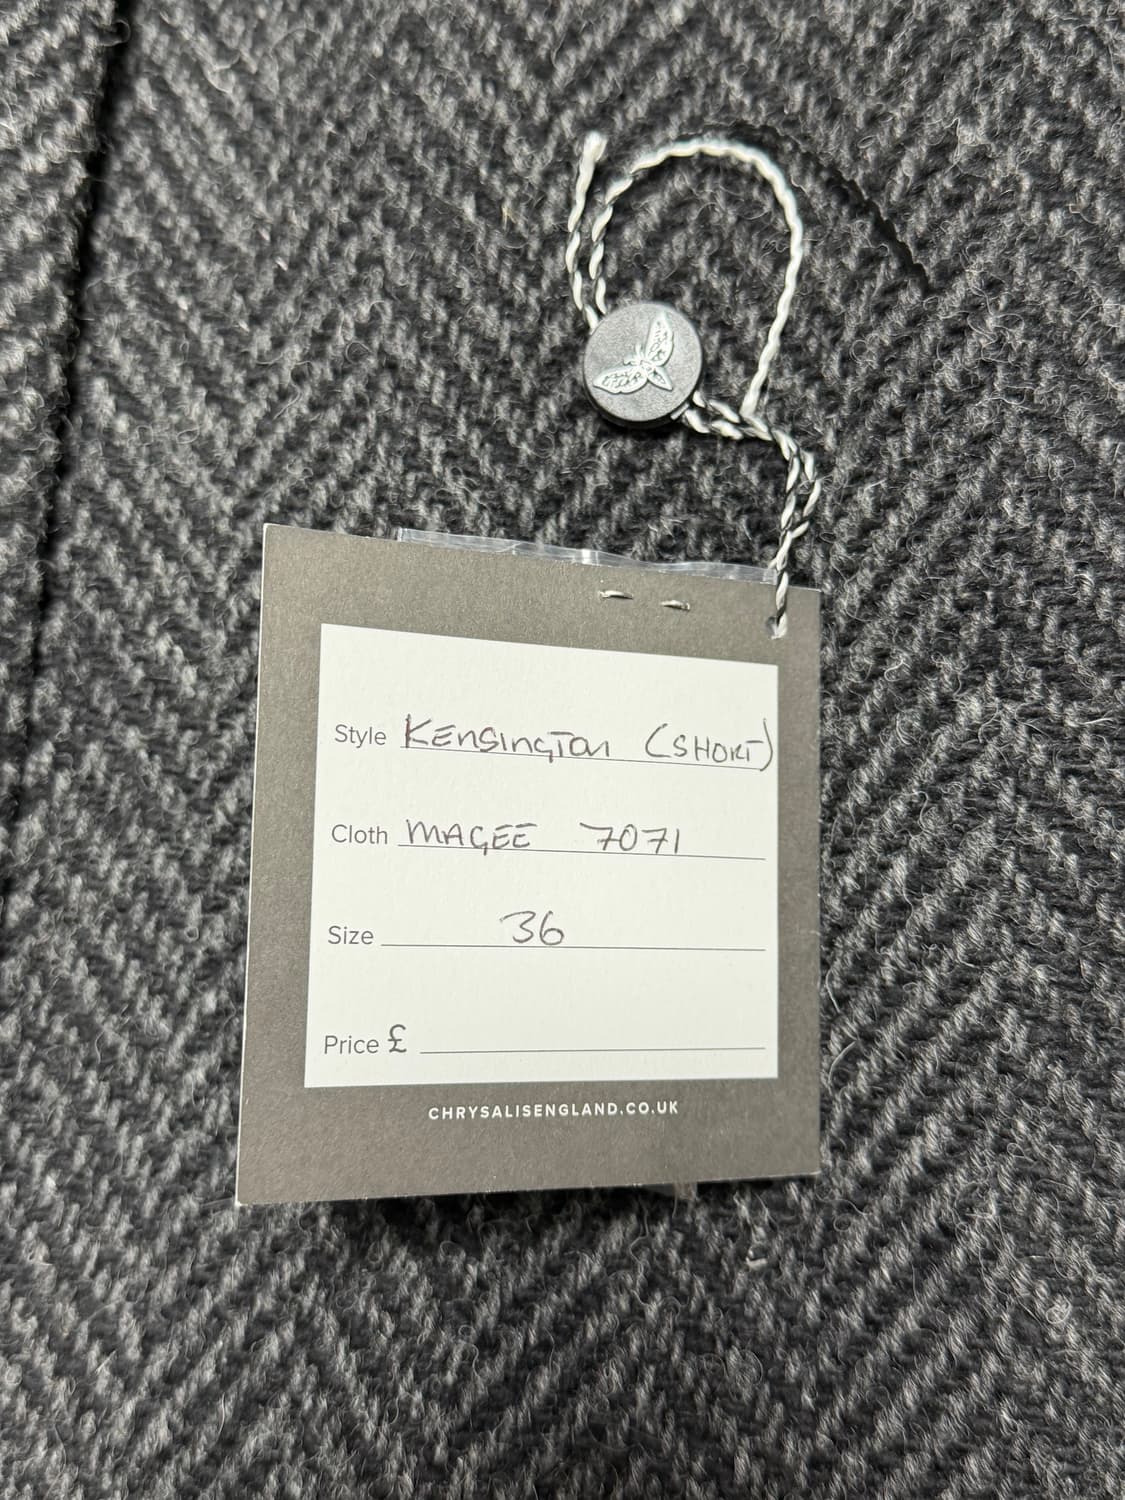 Style Kensington (SHORT)
Cloth MAGEE 7071
Size 36
Price £
CHRYSALISENGLAND.CO.UK